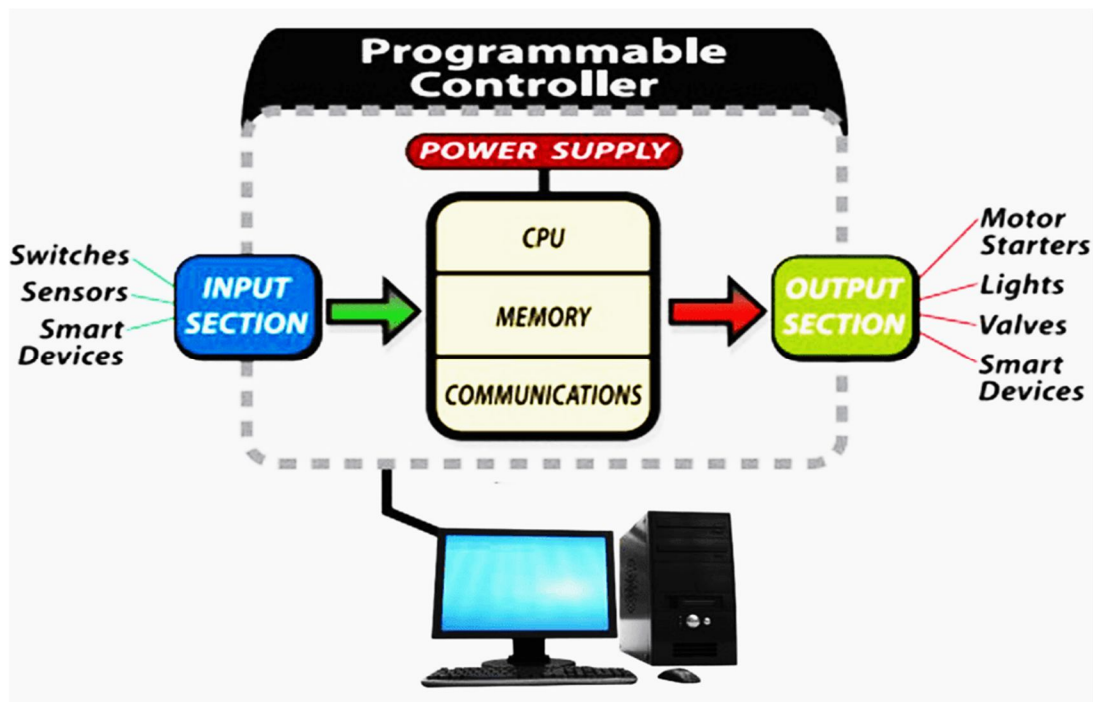 Programmable
Controller
POWER SUPPLY
CPU
MEMORY
COMMUNICATIONS
INPUT
SECTION
Switches
Sensors
Smart
Devices
OUTPUT
SECTION
Motor
Starters
Lights
Valves
Smart
Devices